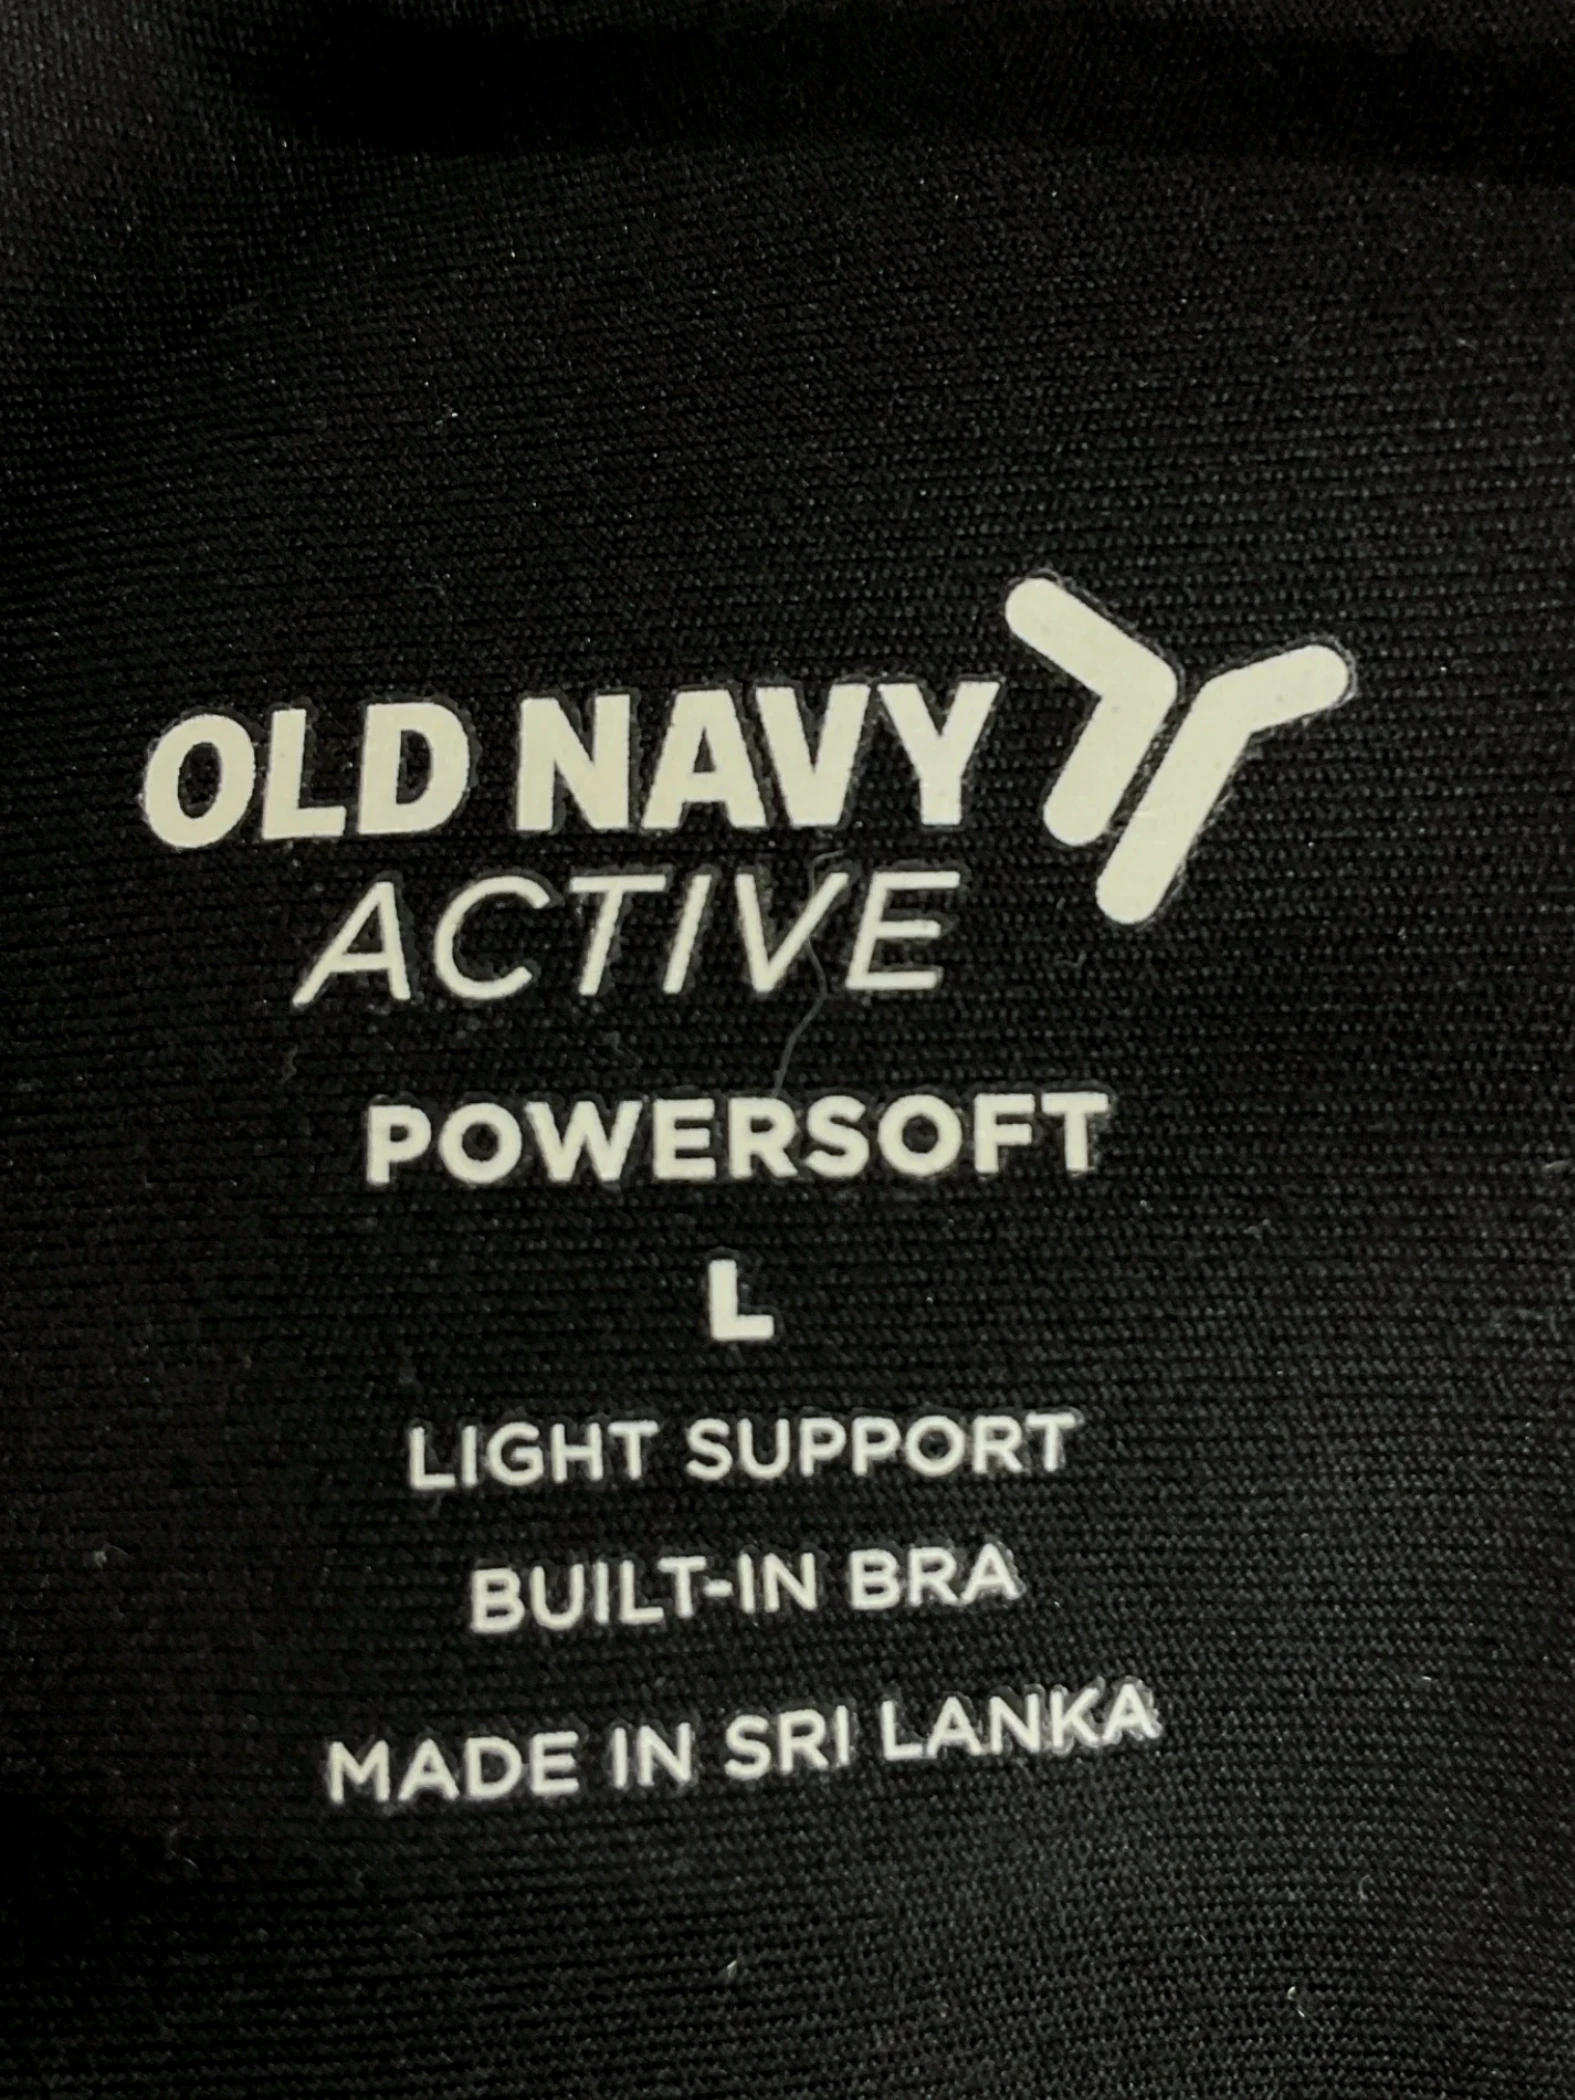 OLD NAVY
ACTIVE
POWERSOFT
L
LIGHT SUPPORT
BUILT-IN BRA
MADE IN SRI LANKA